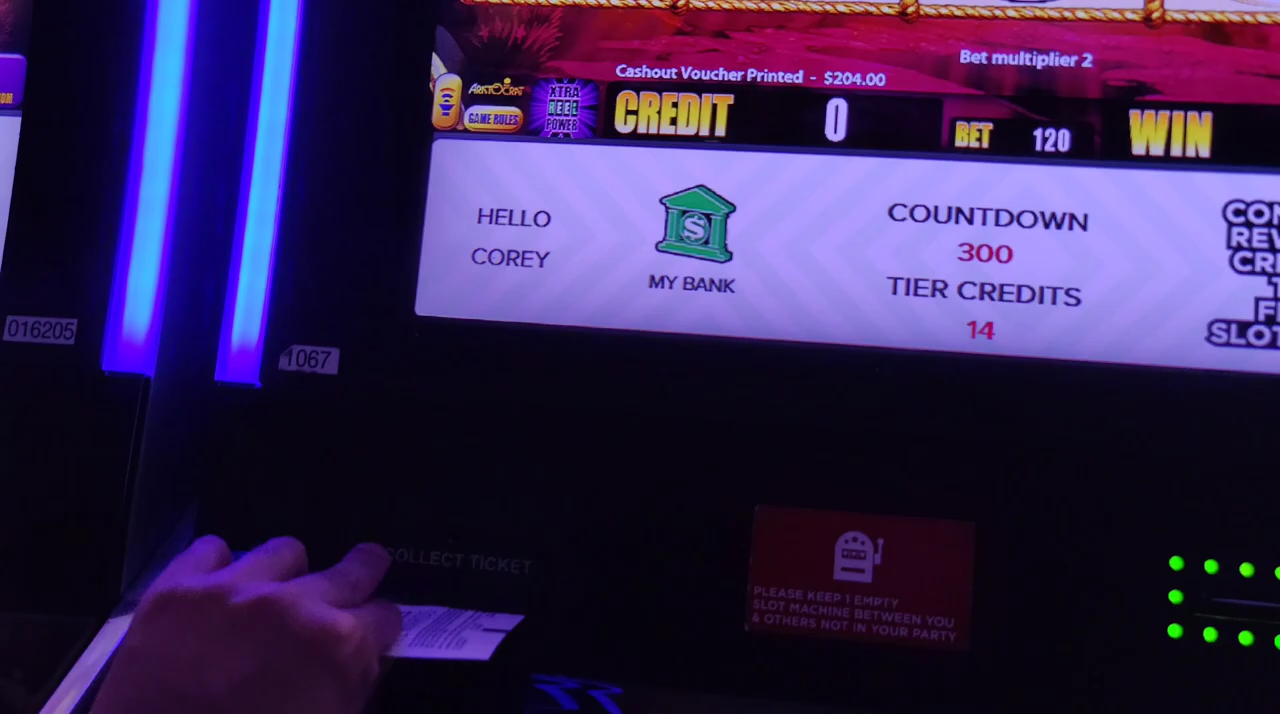 Bet multiplier 2
Cashout Voucher Printed - $204.00
ARISTOCRAT
GAME RULES
XTRA
REEL
POWER
CREDIT 0
BET 120
WIN
HELLO
COREY
MY BANK
COUNTDOWN
300
TIER CREDITS
14
016205
1067
COLLECT TICKET
PLEASE KEEP 1 EMPTY
SLOT MACHINE BETWEEN YOU
& OTHERS NOT IN YOUR PARTY